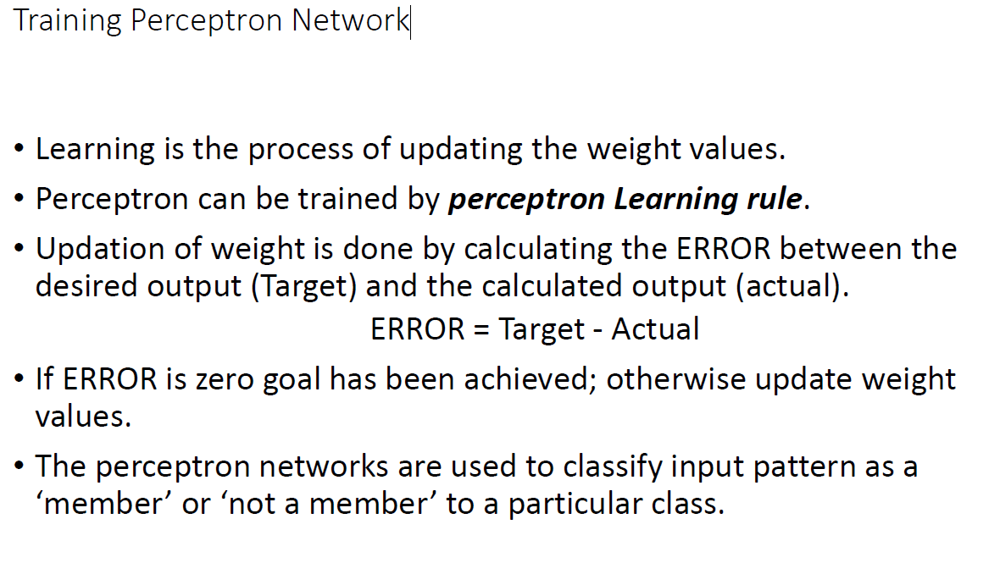 Training Perceptron Network
• Learning is the process of updating the weight values.
• Perceptron can be trained by perceptron Learning rule.
• Updation of weight is done by calculating the ERROR between the
desired output (Target) and the calculated output (actual).
ERROR = Target - Actual
• If ERROR is zero goal has been achieved; otherwise update weight
values.
• The perceptron networks are used to classify input pattern as a
‘member’ or ‘not a member’ to a particular class.